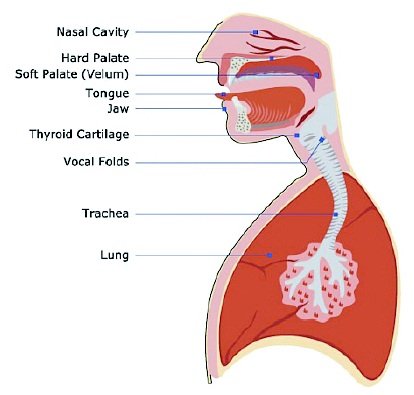 Nasal Cavity
Hard Palate
Soft Palate (Velum)
Tongue
Jaw
Thyroid Cartilage
Vocal Folds
Trachea
Lung